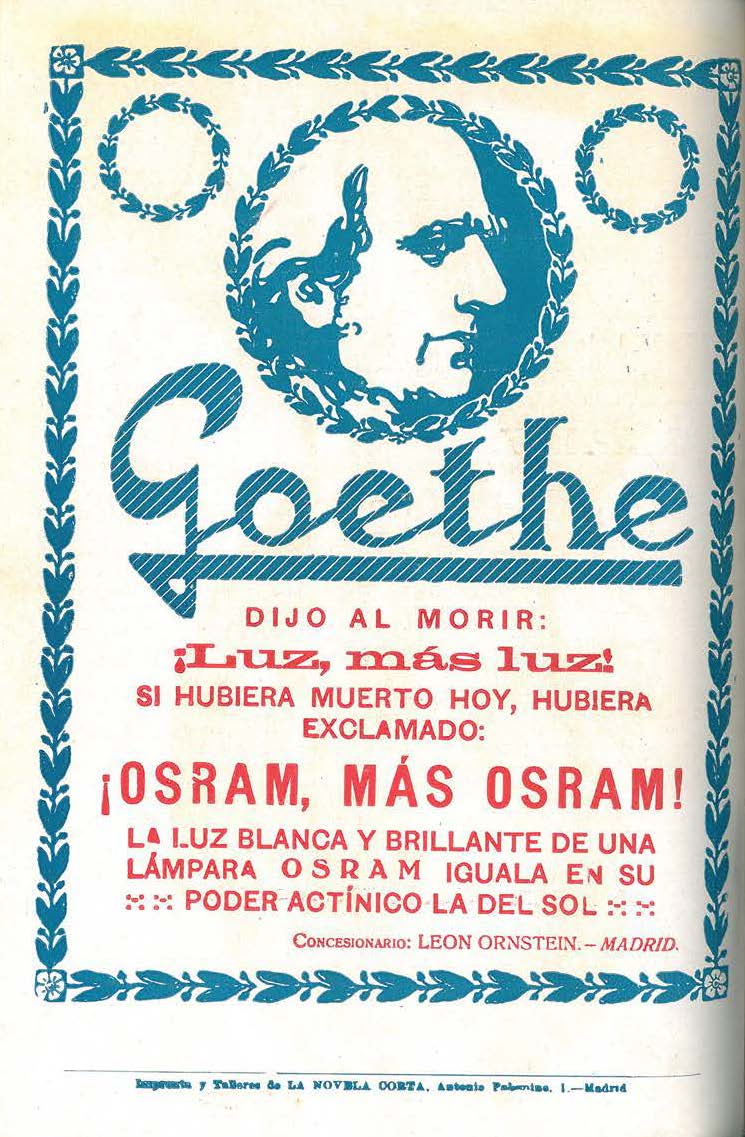 Goethe
DIJO AL MORIR:
¡Luz, más luz!
SI HUBIERA MUERTO HOY, HUBIERA
EXCLAMADO:
¡OSRAM, MÁS OSRAM!
LA LUZ BLANCA Y BRILLANTE DE UNA
LÁMPARA OSRAM IGUALA EN SU
PODER ACTÍNICO LA DEL SOL
CONCESIONARIO: LEON ORNSTEIN.—MADRID.
Imprenta y Talleres de LA NOVELA CORTA. Antonio 1.—Madrid